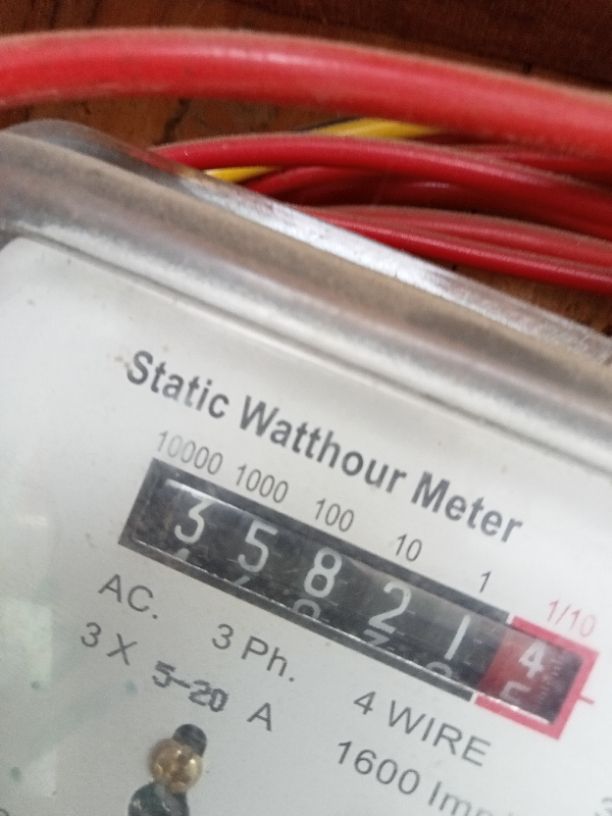 Static Watthour Meter
10000 1000 100 10 1 1/10
3 5 8 2 1 4
AC. 3 Ph. 4 WIRE
3 X 5-20 A 1600